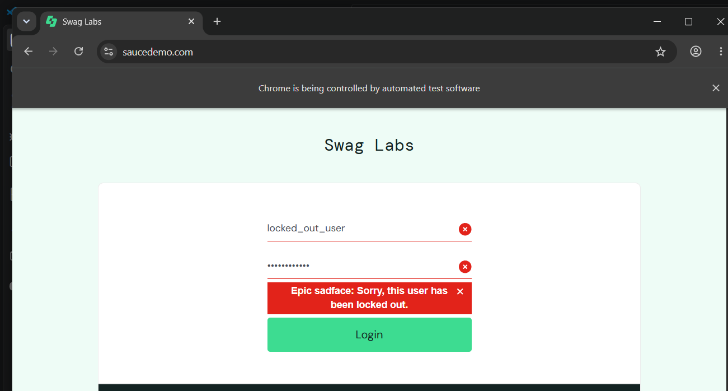 Swag Labs
saucedemo.com
Chrome is being controlled by automated test software
Swag Labs
locked_out_user
••••••••••••
Epic sadface: Sorry, this user has
been locked out.
Login